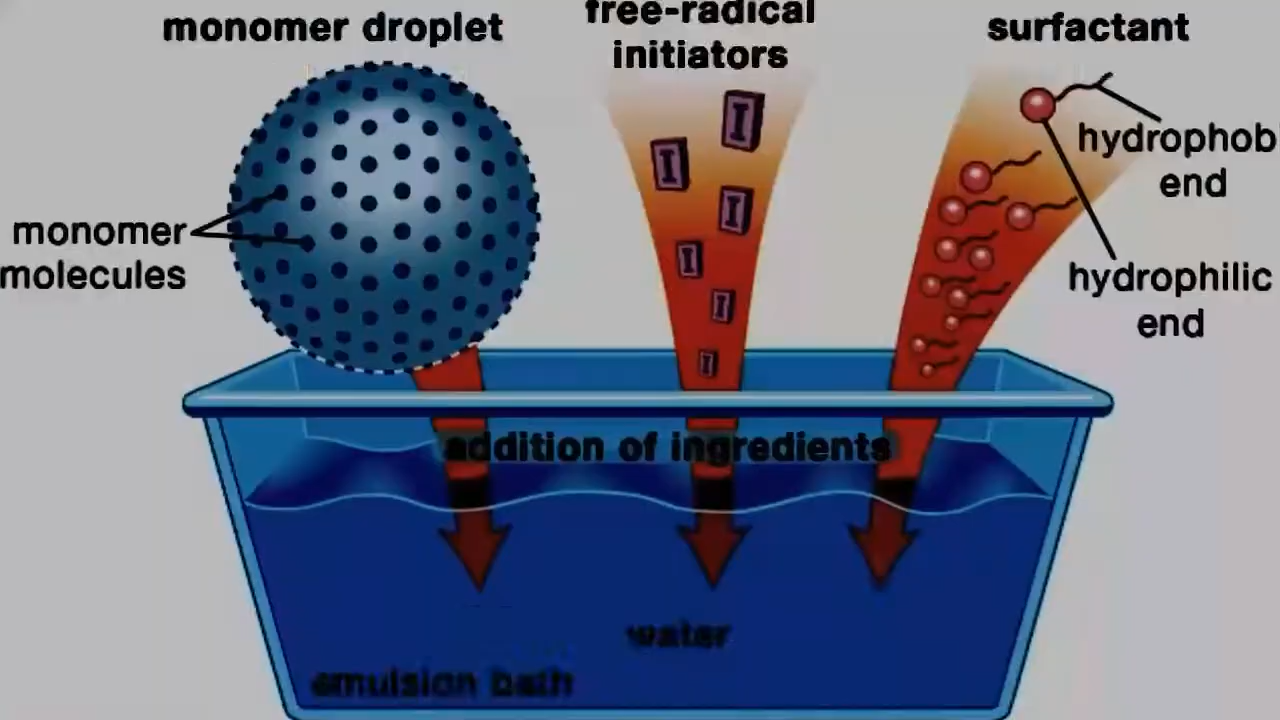 monomer droplet
free-radical
initiators
surfactant
hydrophob
end
monomer
molecules
hydrophilic
end
I
I
I
I
I
I
addition of ingredients
water
emulsion bath